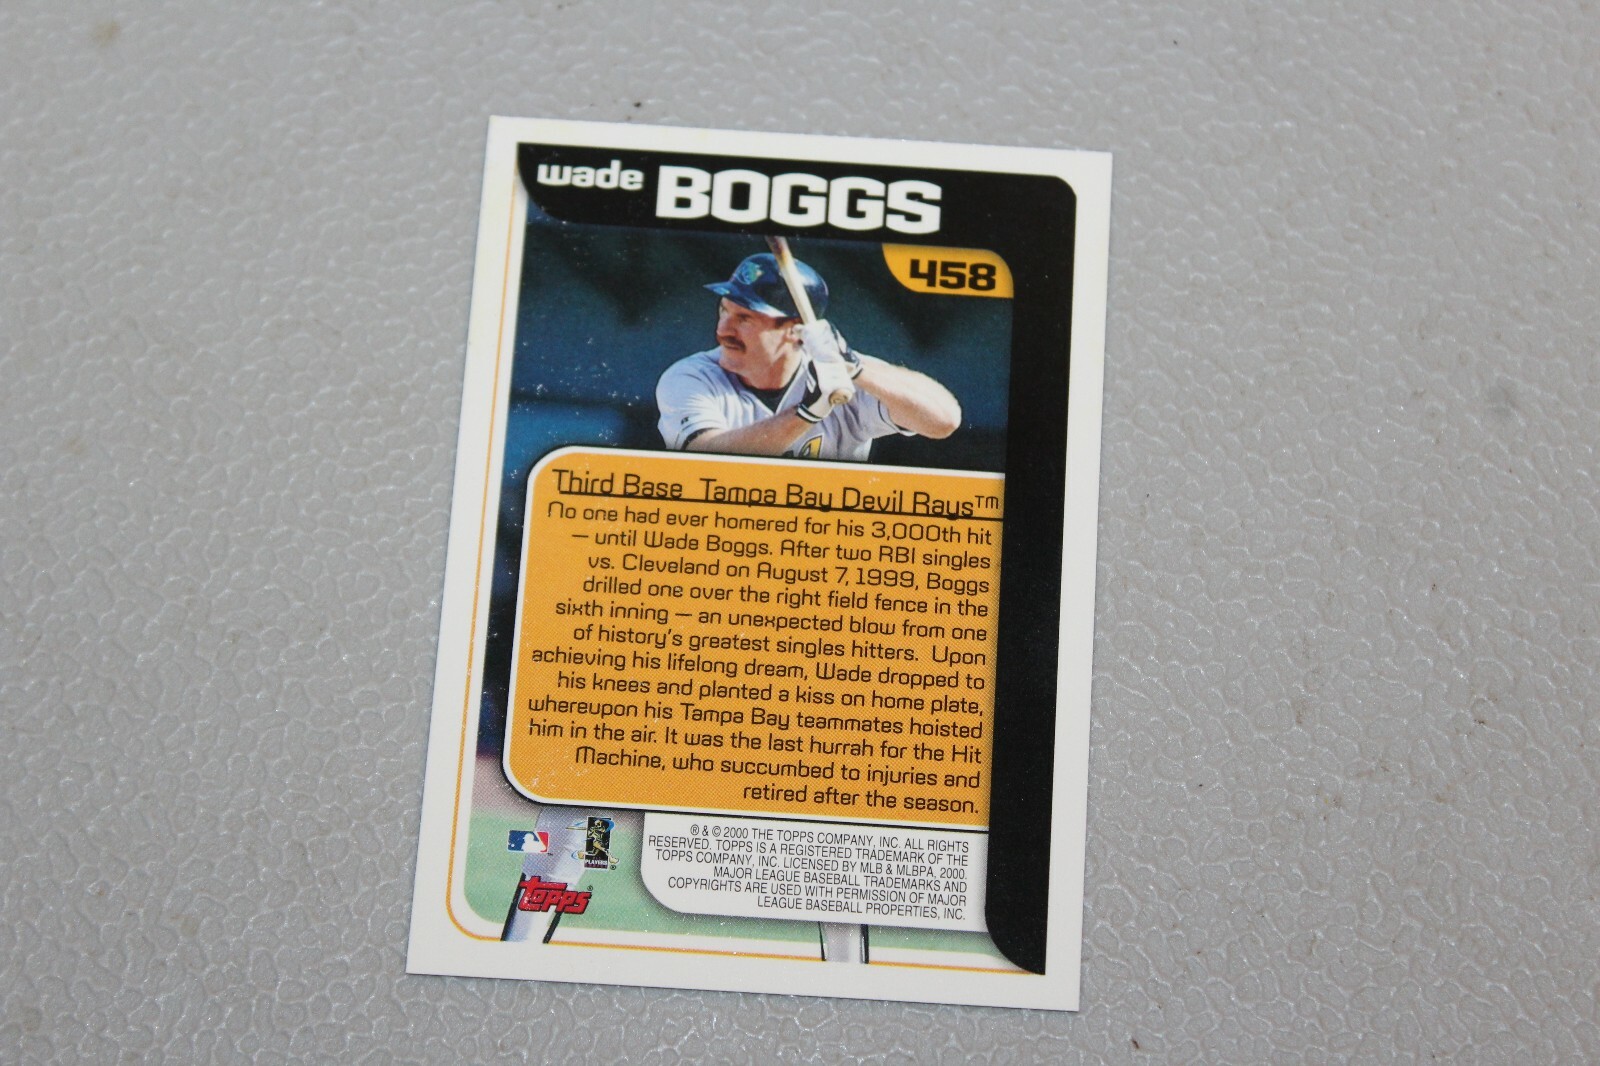 wade BOGGS
458
Third Base Tampa Bay Devil Rays™
No one had ever homered for his 3,000th hit
— until Wade Boggs. After two RBI singles
vs. Cleveland on August 7, 1999, Boggs
drilled one over the right field fence in the
sixth inning — an unexpected blow from one
of history's greatest singles hitters. Upon
achieving his lifelong dream, Wade dropped to
his knees and planted a kiss on home plate,
whereupon his Tampa Bay teammates hoisted
him in the air. It was the last hurrah for the Hit
Machine, who succumbed to injuries and
retired after the season.
® & © 2000 THE TOPPS COMPANY, INC. ALL RIGHTS
RESERVED. TOPPS IS A REGISTERED TRADEMARK OF THE
TOPPS COMPANY, INC. LICENSED BY MLB & MLBPA, 2000.
MAJOR LEAGUE BASEBALL TRADEMARKS AND
COPYRIGHTS ARE USED WITH PERMISSION OF MAJOR
LEAGUE BASEBALL PROPERTIES, INC.
PLAYERS
topps®